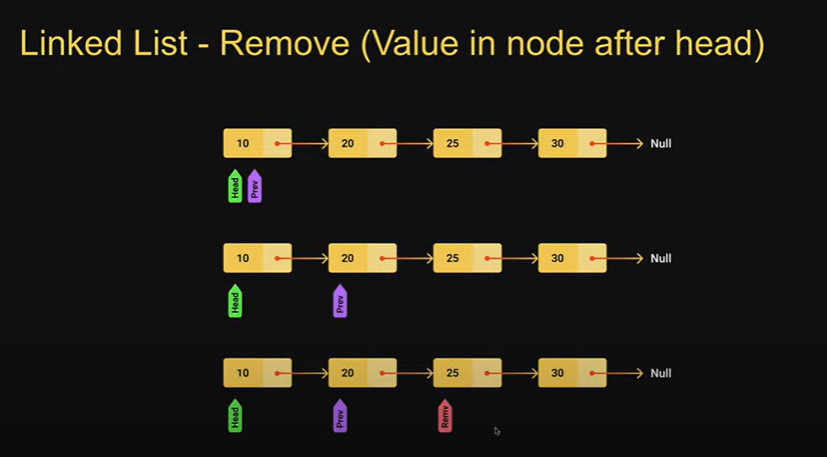 Linked List - Remove (Value in node after head)
10 20 25 30 Null
Head Prev
10 20 25 30 Null
Head Prev
10 20 25 30 Null
Head Prev Remv